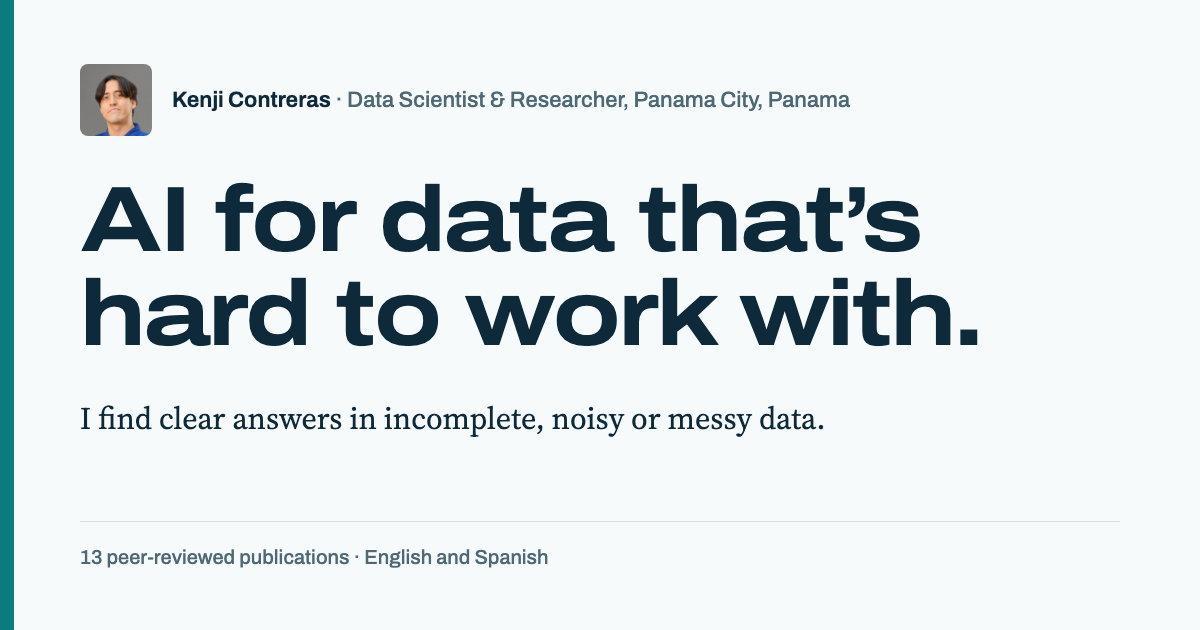 Kenji Contreras · Data Scientist & Researcher, Panama City, Panama
AI for data that’s
hard to work with.
I find clear answers in incomplete, noisy or messy data.
13 peer-reviewed publications · English and Spanish